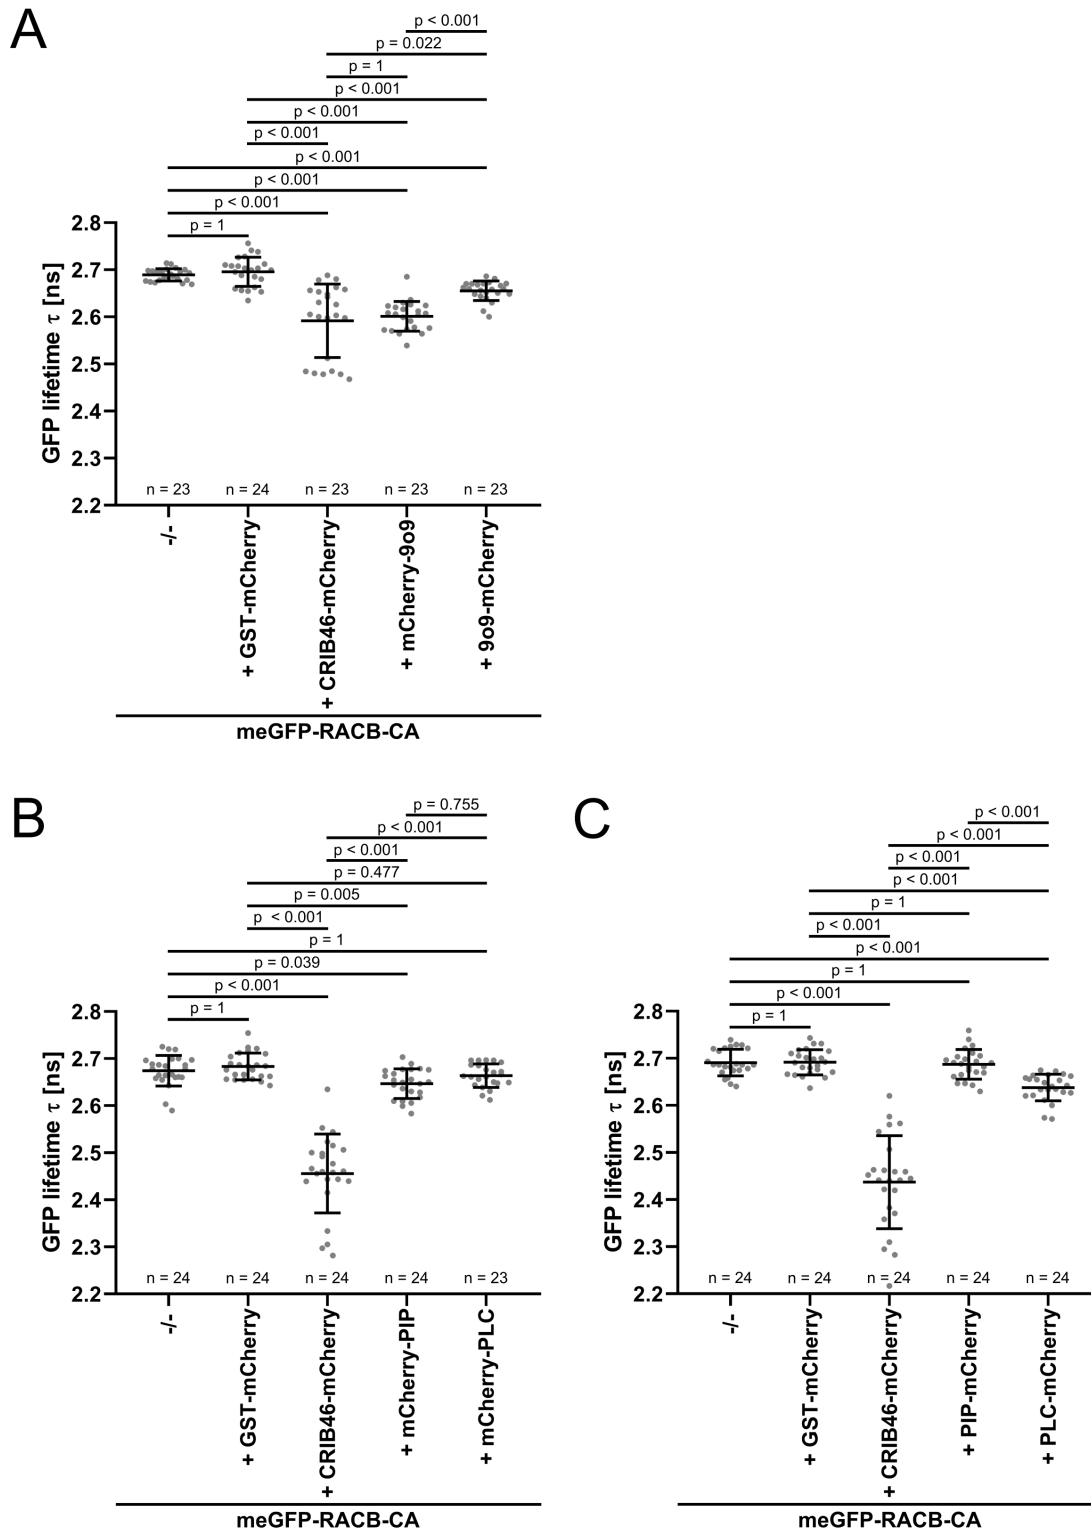 A
p < 0.001
p = 0.022
p = 1
p < 0.001
p < 0.001
p < 0.001
p < 0.001
p < 0.001
p < 0.001
p = 1
GFP lifetime τ [ns]
2.8
2.7
2.6
2.5
2.4
2.3
2.2
n = 23 n = 24 n = 23 n = 23 n = 23
-/-
+ GST-mCherry
+ CRIB46-mCherry
+ mCherry-9o9
+ 9o9-mCherry
meGFP-RACB-CA
B
p = 0.755
p < 0.001
p < 0.001
p = 0.477
p = 0.005
p < 0.001
p = 1
p = 0.039
p < 0.001
p = 1
GFP lifetime τ [ns]
2.8
2.7
2.6
2.5
2.4
2.3
2.2
n = 24 n = 24 n = 24 n = 24 n = 23
-/-
+ GST-mCherry
+ CRIB46-mCherry
+ mCherry-PIP
+ mCherry-PLC
meGFP-RACB-CA
C
p < 0.001
p < 0.001
p < 0.001
p < 0.001
p = 1
p < 0.001
p < 0.001
p = 1
p < 0.001
p = 1
GFP lifetime τ [ns]
2.8
2.7
2.6
2.5
2.4
2.3
2.2
n = 24 n = 24 n = 24 n = 24 n = 24
-/-
+ GST-mCherry
+ CRIB46-mCherry
+ PIP-mCherry
+ PLC-mCherry
meGFP-RACB-CA